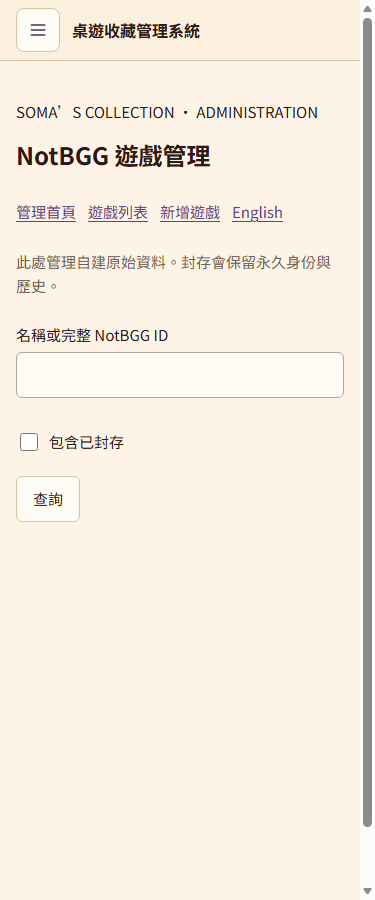 桌遊收藏管理系統
SOMA’S COLLECTION ・ ADMINISTRATION
NotBGG 遊戲管理
管理首頁 遊戲列表 新增遊戲 English
此處管理自建原始資料。封存會保留永久身份與
歷史。
名稱或完整 NotBGG ID
包含已封存
查詢